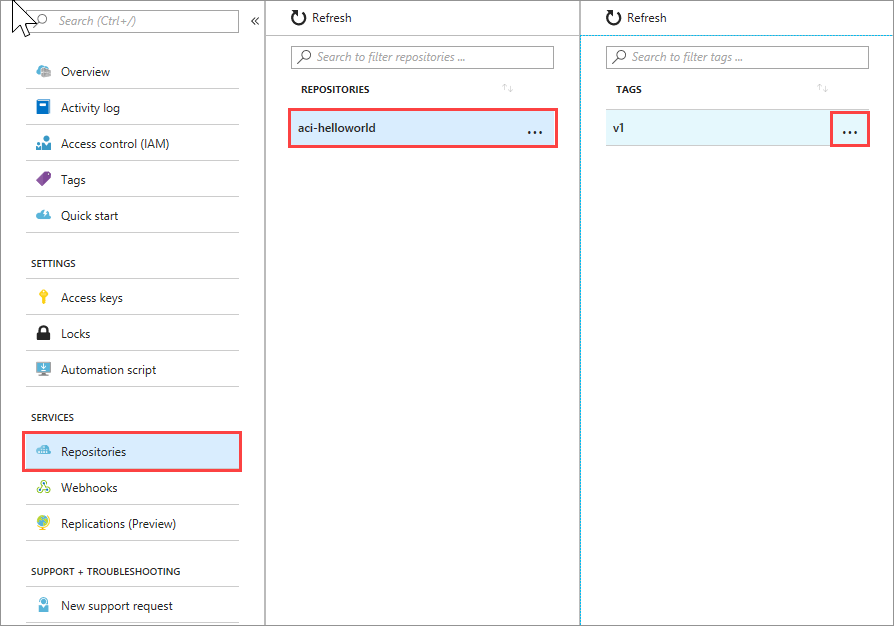 Search (Ctrl+/)
«
Overview
Activity log
Access control (IAM)
Tags
Quick start
SETTINGS
Access keys
Locks
Automation script
SERVICES
Repositories
Webhooks
Replications (Preview)
SUPPORT + TROUBLESHOOTING
New support request
Refresh
Search to filter repositories ...
REPOSITORIES
aci-helloworld ...
Refresh
Search to filter tags ...
TAGS
v1 ...